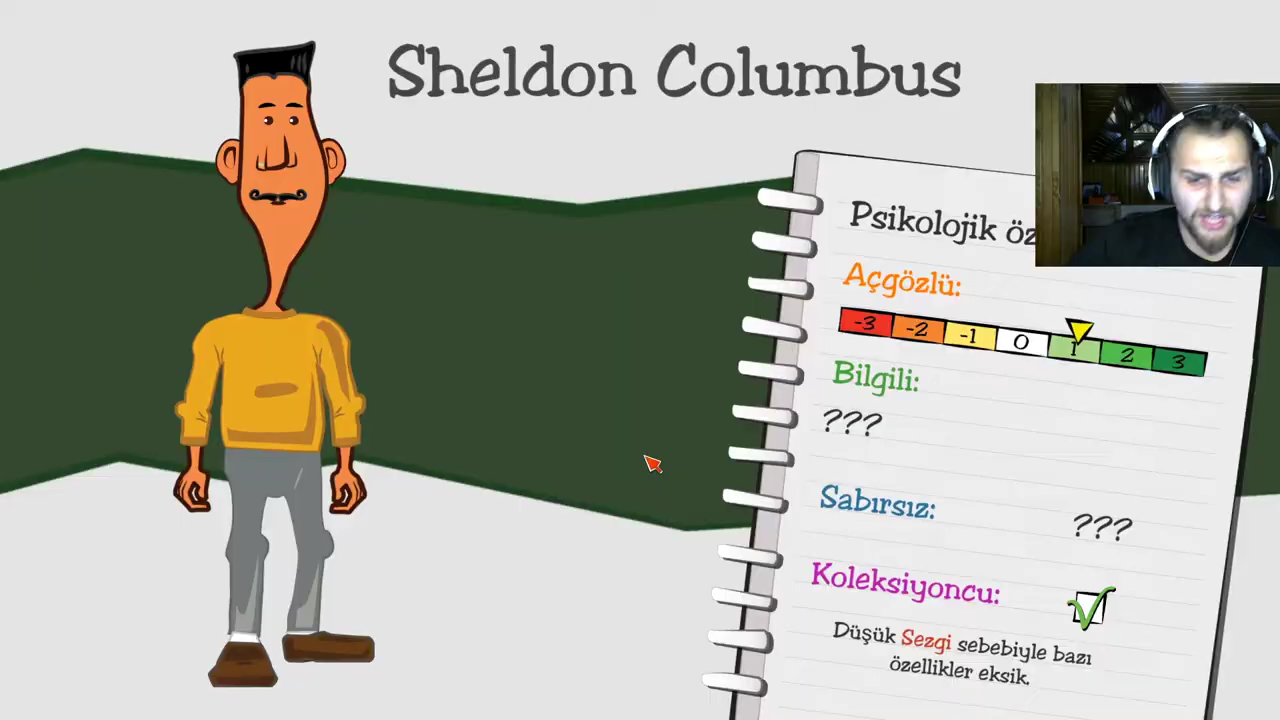 Sheldon Columbus
Psikolojik
Açgözlü:
-3 -2 -1 0 1 2 3
Bilgili:
???
Sabırsız:
???
Koleksiyoncu:
Düşük Sezgi sebebiyle bazı
özellikler eksik.